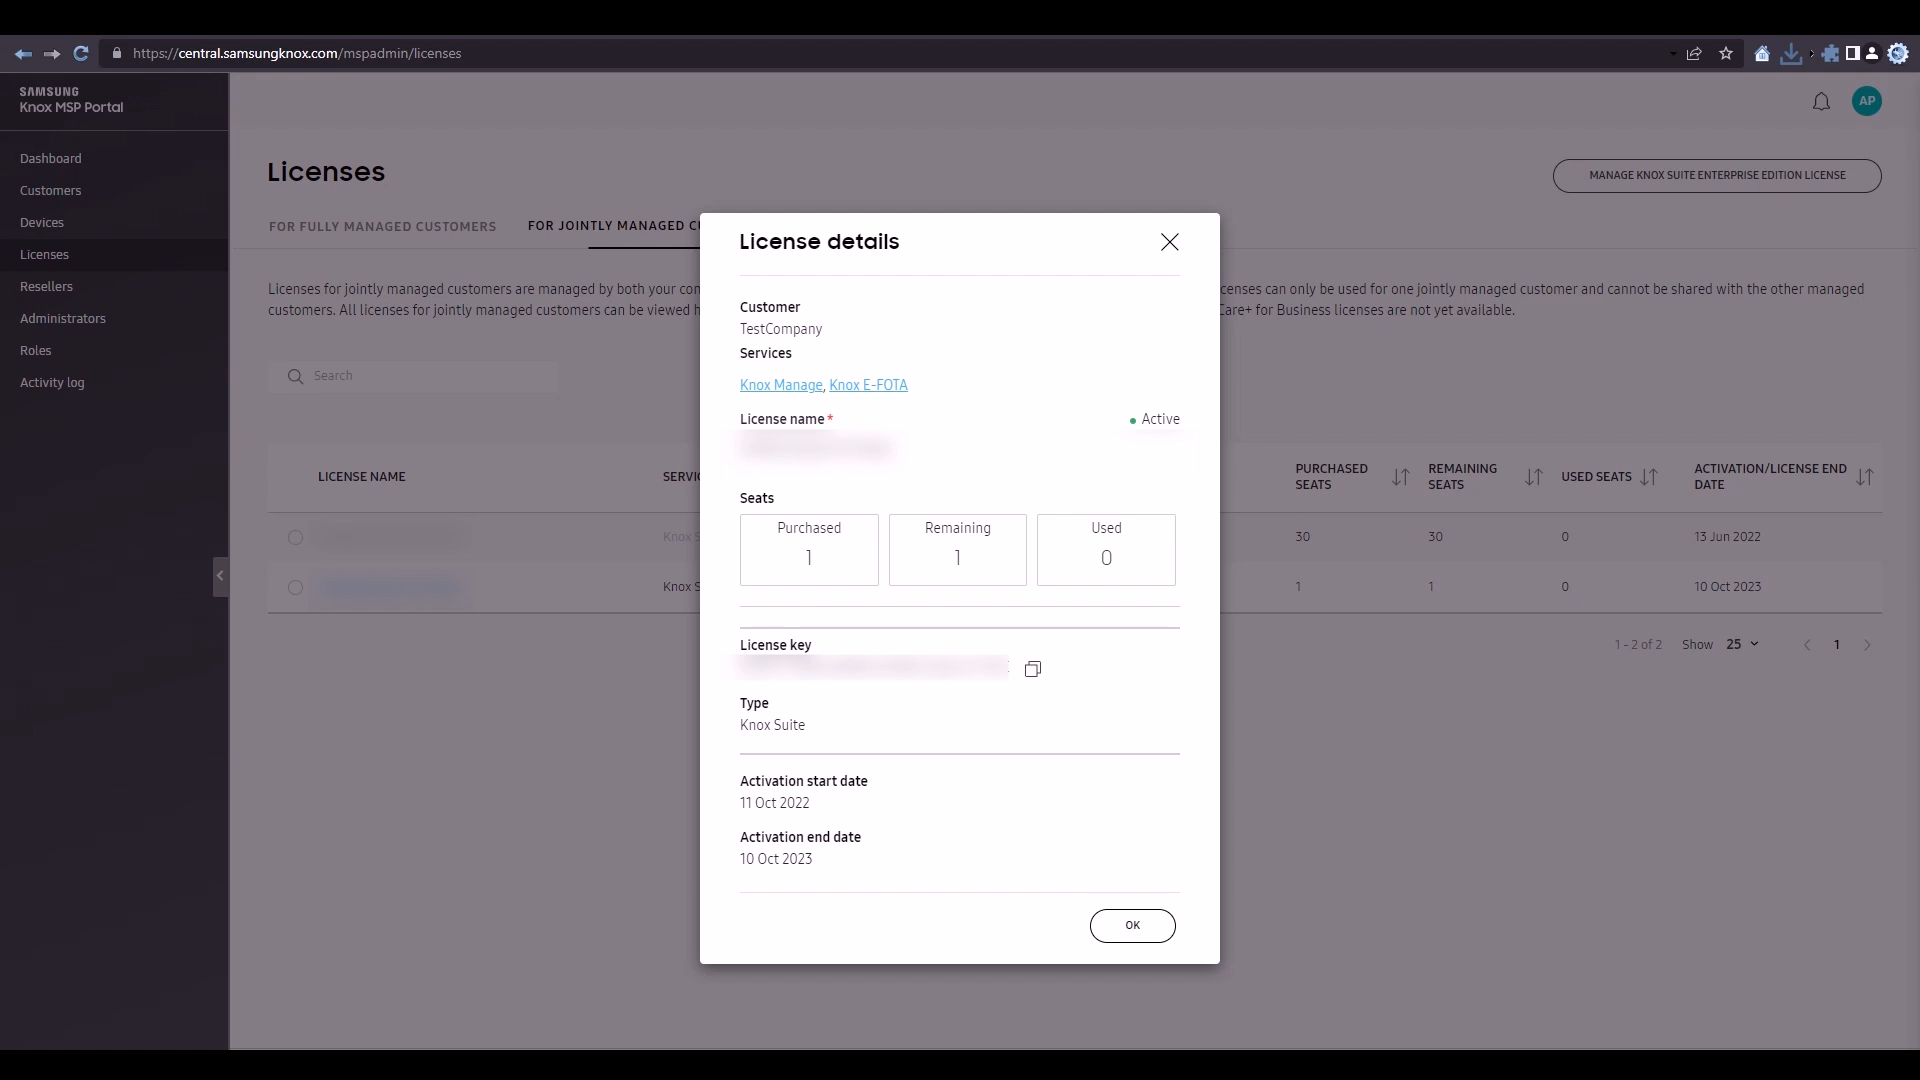 https://central.samsungknox.com/mspadmin/licenses
SAMSUNG
Knox MSP Portal
Dashboard
Customers
Devices
Licenses
Resellers
Administrators
Roles
Activity log
AP
Licenses
MANAGE KNOX SUITE ENTERPRISE EDITION LICENSE
FOR FULLY MANAGED CUSTOMERS
FOR JOINTLY MANAGED
Licenses for jointly managed customers are managed by both your
can only be used for one jointly managed customer and cannot be shared with the other managed
customers. All licenses for jointly managed customers can be viewed
Care+ for Business licenses are not yet available.
Search
LICENSE NAME
PURCHASED SEATS
REMAINING SEATS
USED SEATS
ACTIVATION/LICENSE END DATE
Knox
30
30
0
13 Jun 2022
Knox
1
1
0
10 Oct 2023
1 - 2 of 2
Show
25
1
License details
Customer
TestCompany
Services
Knox Manage, Knox E-FOTA
License name*
Active
Seats
Purchased
1
Remaining
1
Used
0
License key
Type
Knox Suite
Activation start date
11 Oct 2022
Activation end date
10 Oct 2023
OK